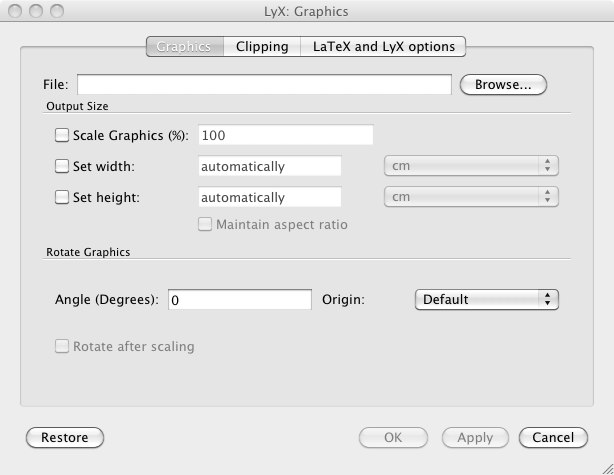 LyX: Graphics
Graphics Clipping LaTeX and LyX options
File: Browse...
Output Size
Scale Graphics (%): 100
Set width: automatically cm
Set height: automatically cm
Maintain aspect ratio
Rotate Graphics
Angle (Degrees): 0 Origin: Default
Rotate after scaling
Restore OK Apply Cancel